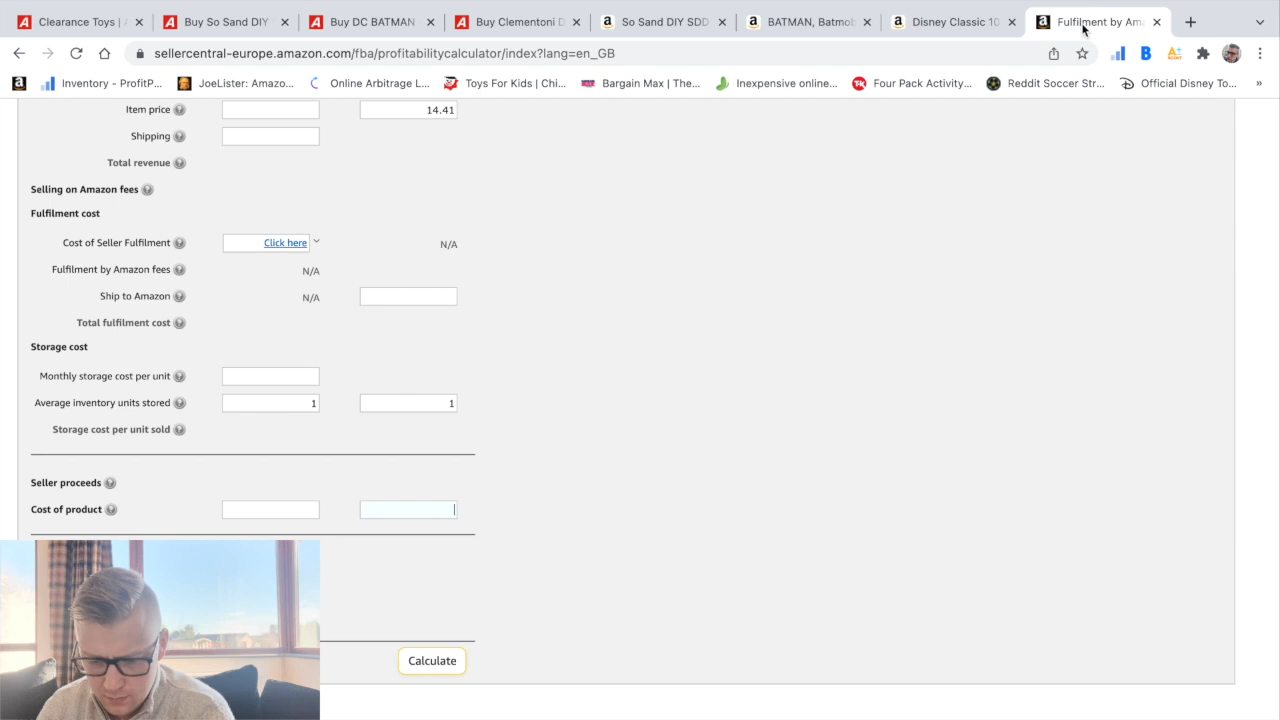 Clearance Toys |
Buy So Sand DIY
Buy DC BATMAN
Buy Clementoni D
So Sand DIY SDD
BATMAN, Batmob
Disney Classic 10
Fulfilment by Ama
sellercentral-europe.amazon.com/fba/profitabilitycalculator/index?lang=en_GB
Inventory – ProfitP...
JoeLister: Amazo...
Online Arbitrage L...
Toys For Kids | Chi...
Bargain Max | The...
Inexpensive online...
Four Pack Activity...
Reddit Soccer Str...
Official Disney To...
»
Item price 14.41
Shipping
Total revenue
Selling on Amazon fees
Fulfilment cost
Cost of Seller Fulfilment Click here N/A
Fulfilment by Amazon fees N/A
Ship to Amazon N/A
Total fulfilment cost
Storage cost
Monthly storage cost per unit
Average inventory units stored 1 1
Storage cost per unit sold
Seller proceeds
Cost of product
Calculate